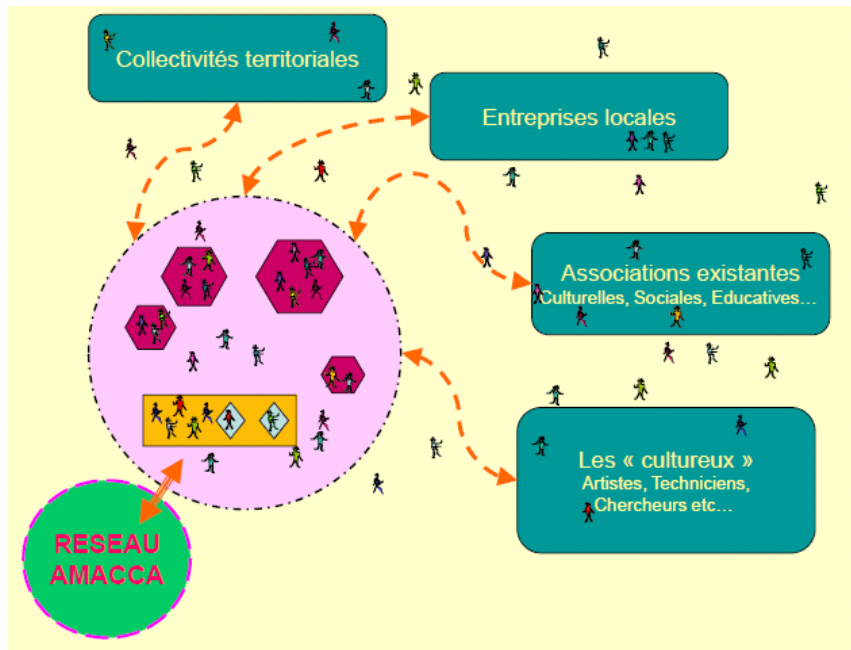 Collectivités territoriales
Entreprises locales
Associations existantes
Culturelles, Sociales, Educatives...
Les « cultureux »
Artistes, Techniciens,
Chercheurs etc...
RESEAU
AMACCA